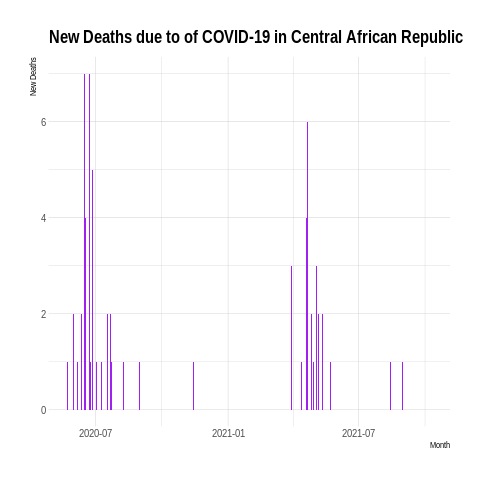 New Deaths due to of COVID-19 in Central African Republic
New Deaths
6
4
2
0
2020-07 2021-01 2021-07
Month